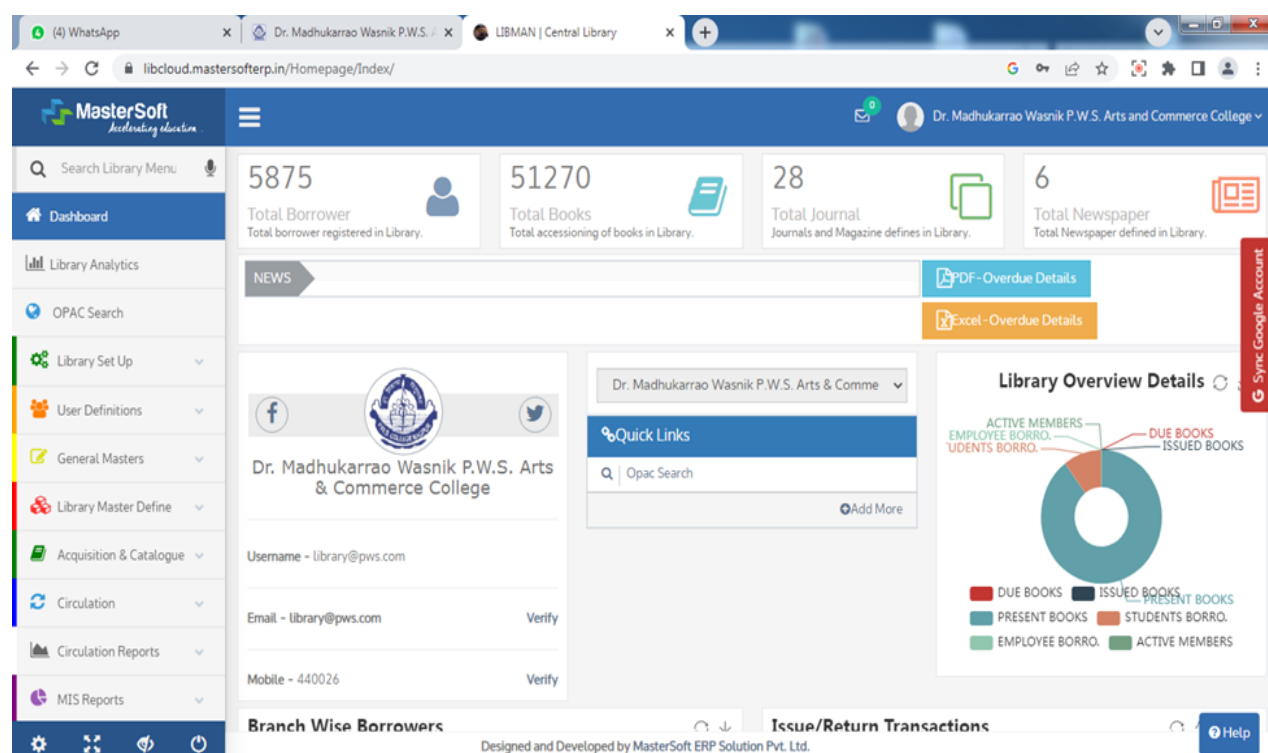 (4) WhatsApp
Dr. Madhukarrao Wasnik P.W.S.
LIBMAN | Central Library
libcloud.mastersofterp.in/Homepage/Index/
MasterSoft
Accelerating education
0
Dr. Madhukarrao Wasnik P.W.S. Arts and Commerce College
Search Library Menu
Dashboard
Library Analytics
OPAC Search
Library Set Up
User Definitions
General Masters
Library Master Define
Acquisition & Catalogue
Circulation
Circulation Reports
MIS Reports
5875
Total Borrower
Total borrower registered in Library.
51270
Total Books
Total accessioning of books in Library.
28
Total Journal
Journals and Magazine defines in Library.
6
Total Newspaper
Total Newspaper defined in Library.
NEWS
PDF-Overdue Details
Excel-Overdue Details
G Sync Google Account
Dr. Madhukarrao Wasnik P.W.S. Arts
& Commerce College
Username - library@pws.com
Email - library@pws.com Verify
Mobile - 440026 Verify
Dr. Madhukarrao Wasnik P.W.S. Arts & Comme
Quick Links
Opac Search
Add More
Library Overview Details
ACTIVE MEMBERS
EMPLOYEE BORRO.
UDENTS BORRO.
DUE BOOKS
ISSUED BOOKS
PRESENT BOOKS
DUE BOOKS ISSUED BOOKS
PRESENT BOOKS STUDENTS BORRO.
EMPLOYEE BORRO. ACTIVE MEMBERS
Branch Wise Borrowers
Issue/Return Transactions
Help
Designed and Developed by MasterSoft ERP Solution Pvt. Ltd.